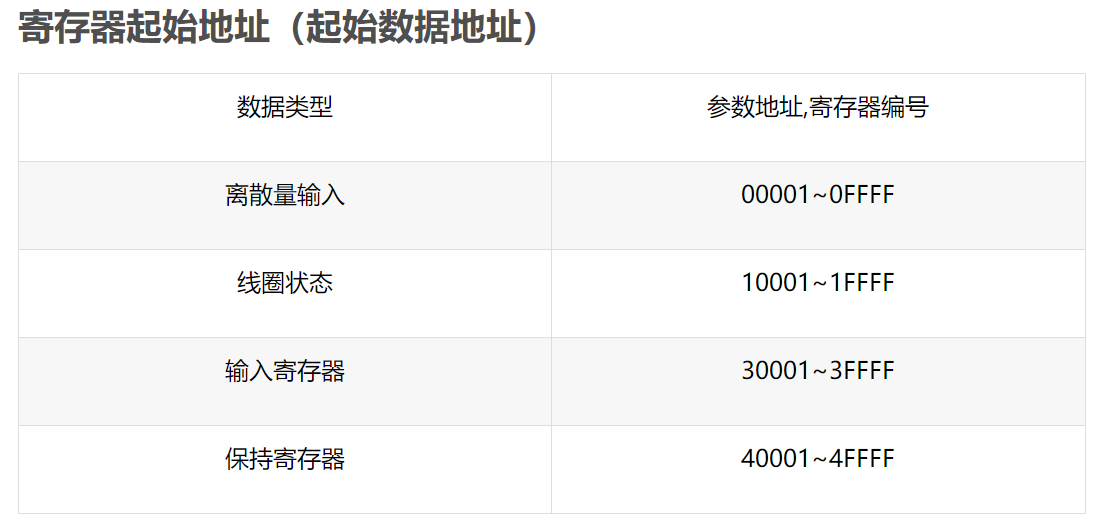 寄存器起始地址（起始数据地址）
数据类型 参数地址,寄存器编号
离散量输入 00001~0FFFF
线圈状态 10001~1FFFF
输入寄存器 30001~3FFFF
保持寄存器 40001~4FFFF